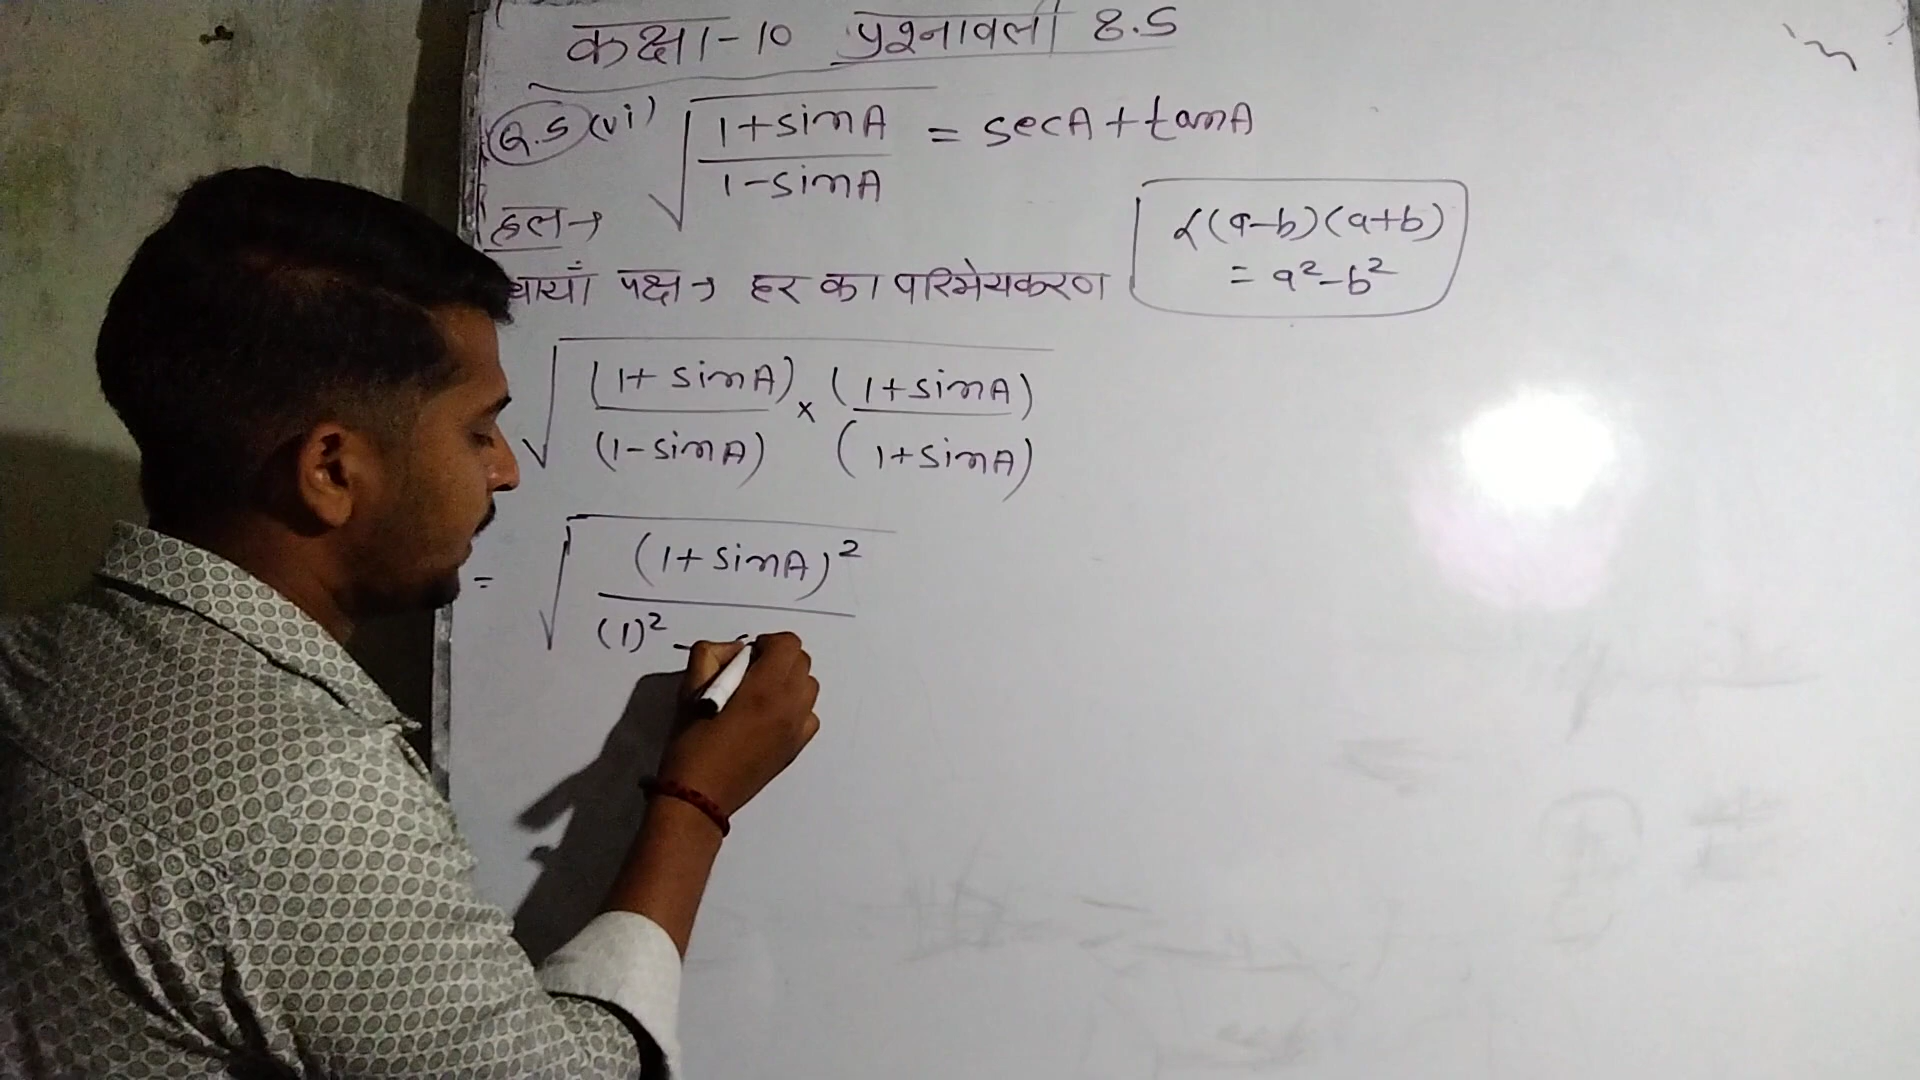 कक्षा-10 प्रश्नावली 8.5
Q.5 (vi) √(1+sinA / 1-sinA) = secA + tanA
हल→
बायाँ पक्ष→ हर का परिमेयकरण
{(a-b)(a+b)
= a²-b²
√((1+sinA)/(1-sinA) × (1+sinA)/(1+sinA))
= √((1+sinA)² / (1)² -